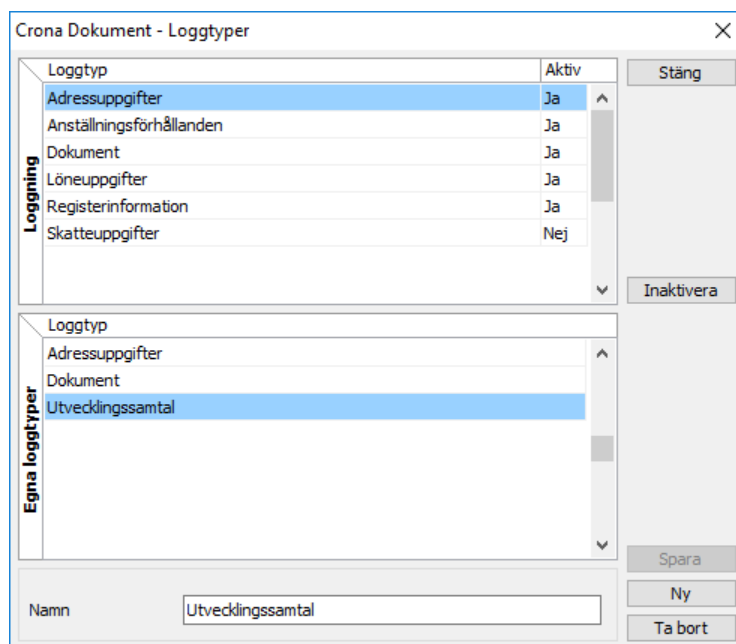 Crona Dokument - Loggtyper
Loggtyp Aktiv
Adressuppgifter Ja
Anställningsförhållanden Ja
Dokument Ja
Löneuppgifter Ja
Registerinformation Ja
Skatteuppgifter Nej
Loggning
Stäng
Inaktivera
Loggtyp
Adressuppgifter
Dokument
Utvecklingssamtal
Egna loggtyper
Spara
Ny
Ta bort
Namn Utvecklingssamtal